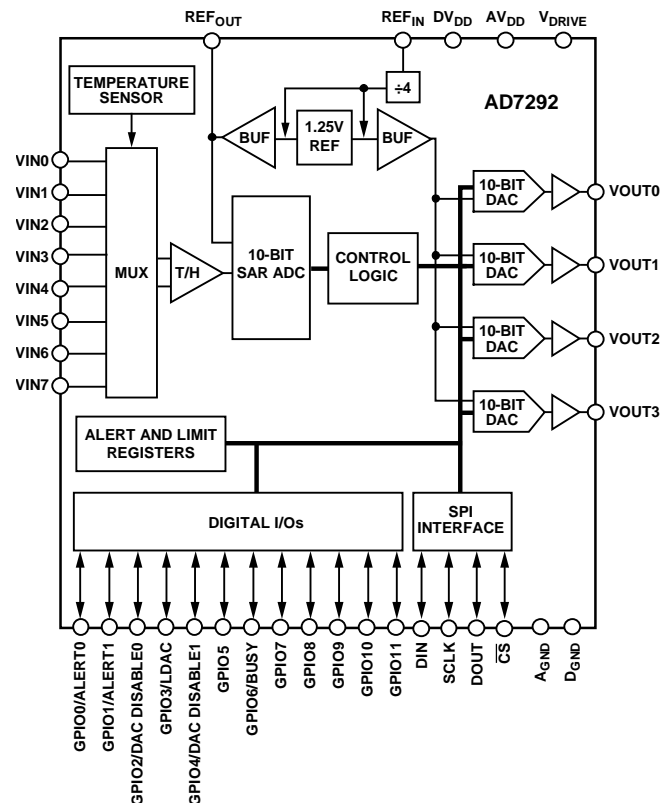 REFOUT
REFIN
DVDD
AVDD
VDRIVE
÷4
TEMPERATURE
SENSOR
AD7292
BUF
1.25V
REF
BUF
VIN0
VIN1
VIN2
VIN3
VIN4
VIN5
VIN6
VIN7
MUX
T/H
10-BIT
SAR ADC
CONTROL
LOGIC
10-BIT
DAC
VOUT0
10-BIT
DAC
VOUT1
10-BIT
DAC
VOUT2
10-BIT
DAC
VOUT3
ALERT AND LIMIT
REGISTERS
DIGITAL I/Os
SPI
INTERFACE
GPIO0/ALERT0
GPIO1/ALERT1
GPIO2/DAC DISABLE0
GPIO3/LDAC
GPIO4/DAC DISABLE1
GPIO5
GPIO6/BUSY
GPIO7
GPIO8
GPIO9
GPIO10
GPIO11
DIN
SCLK
DOUT
CS
AGND
DGND